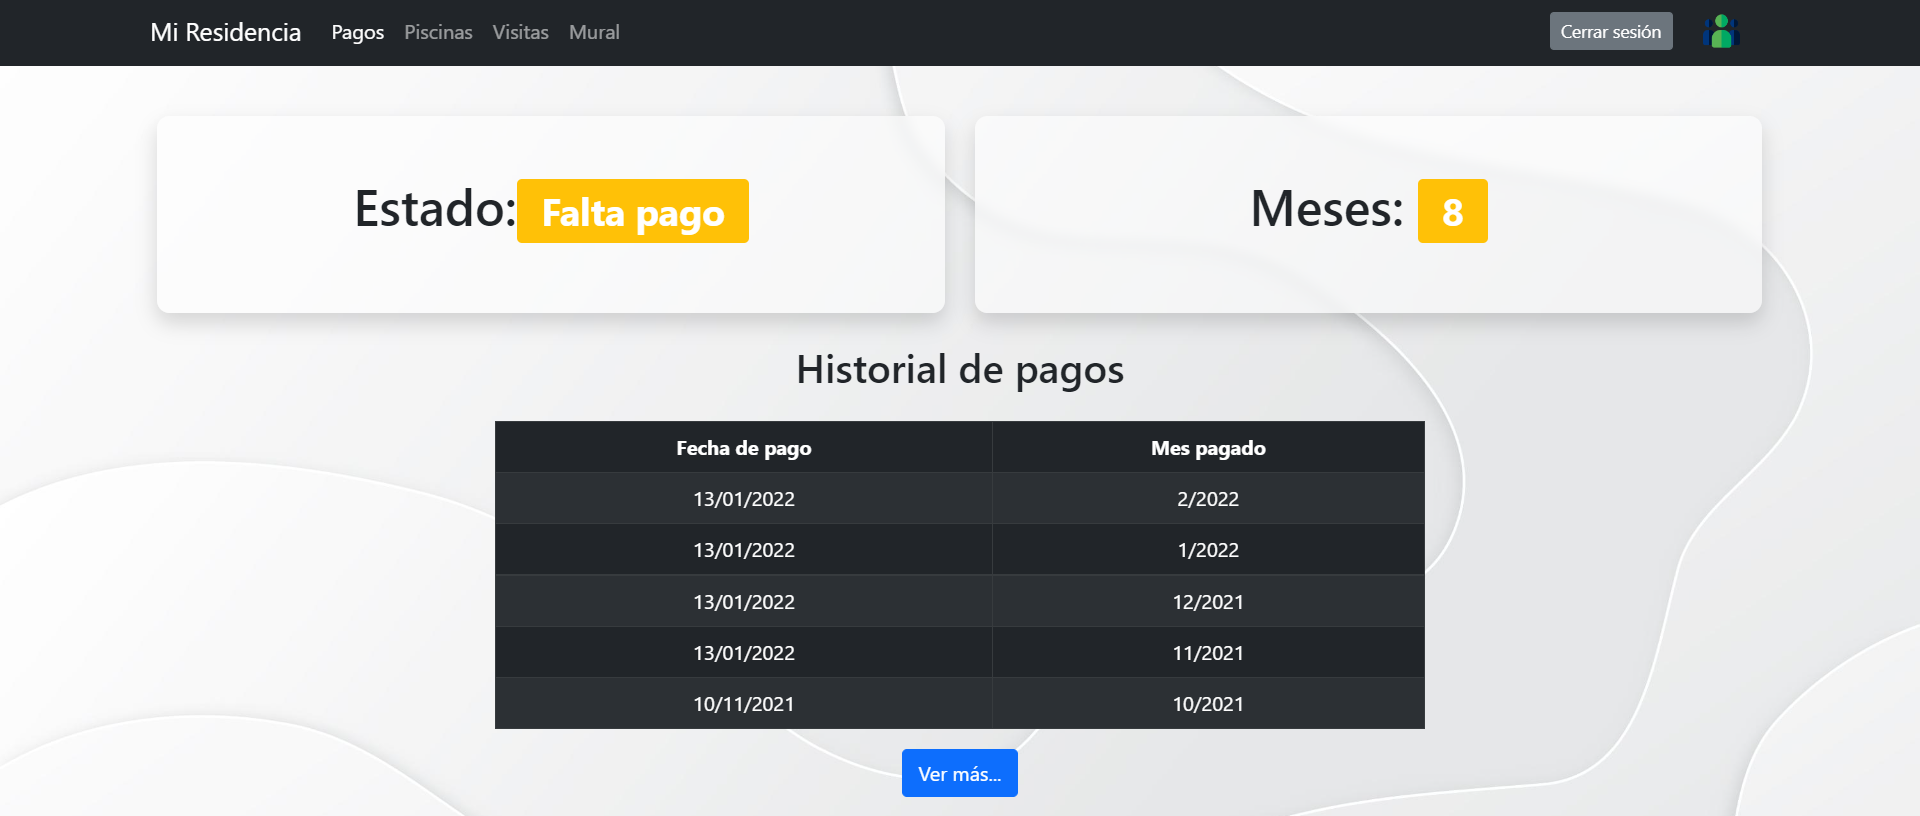 Mi Residencia Pagos Piscinas Visitas Mural Cerrar sesión
Estado: Falta pago
Meses: 8
Historial de pagos
Fecha de pago Mes pagado
13/01/2022 2/2022
13/01/2022 1/2022
13/01/2022 12/2021
13/01/2022 11/2021
10/11/2021 10/2021
Ver más...